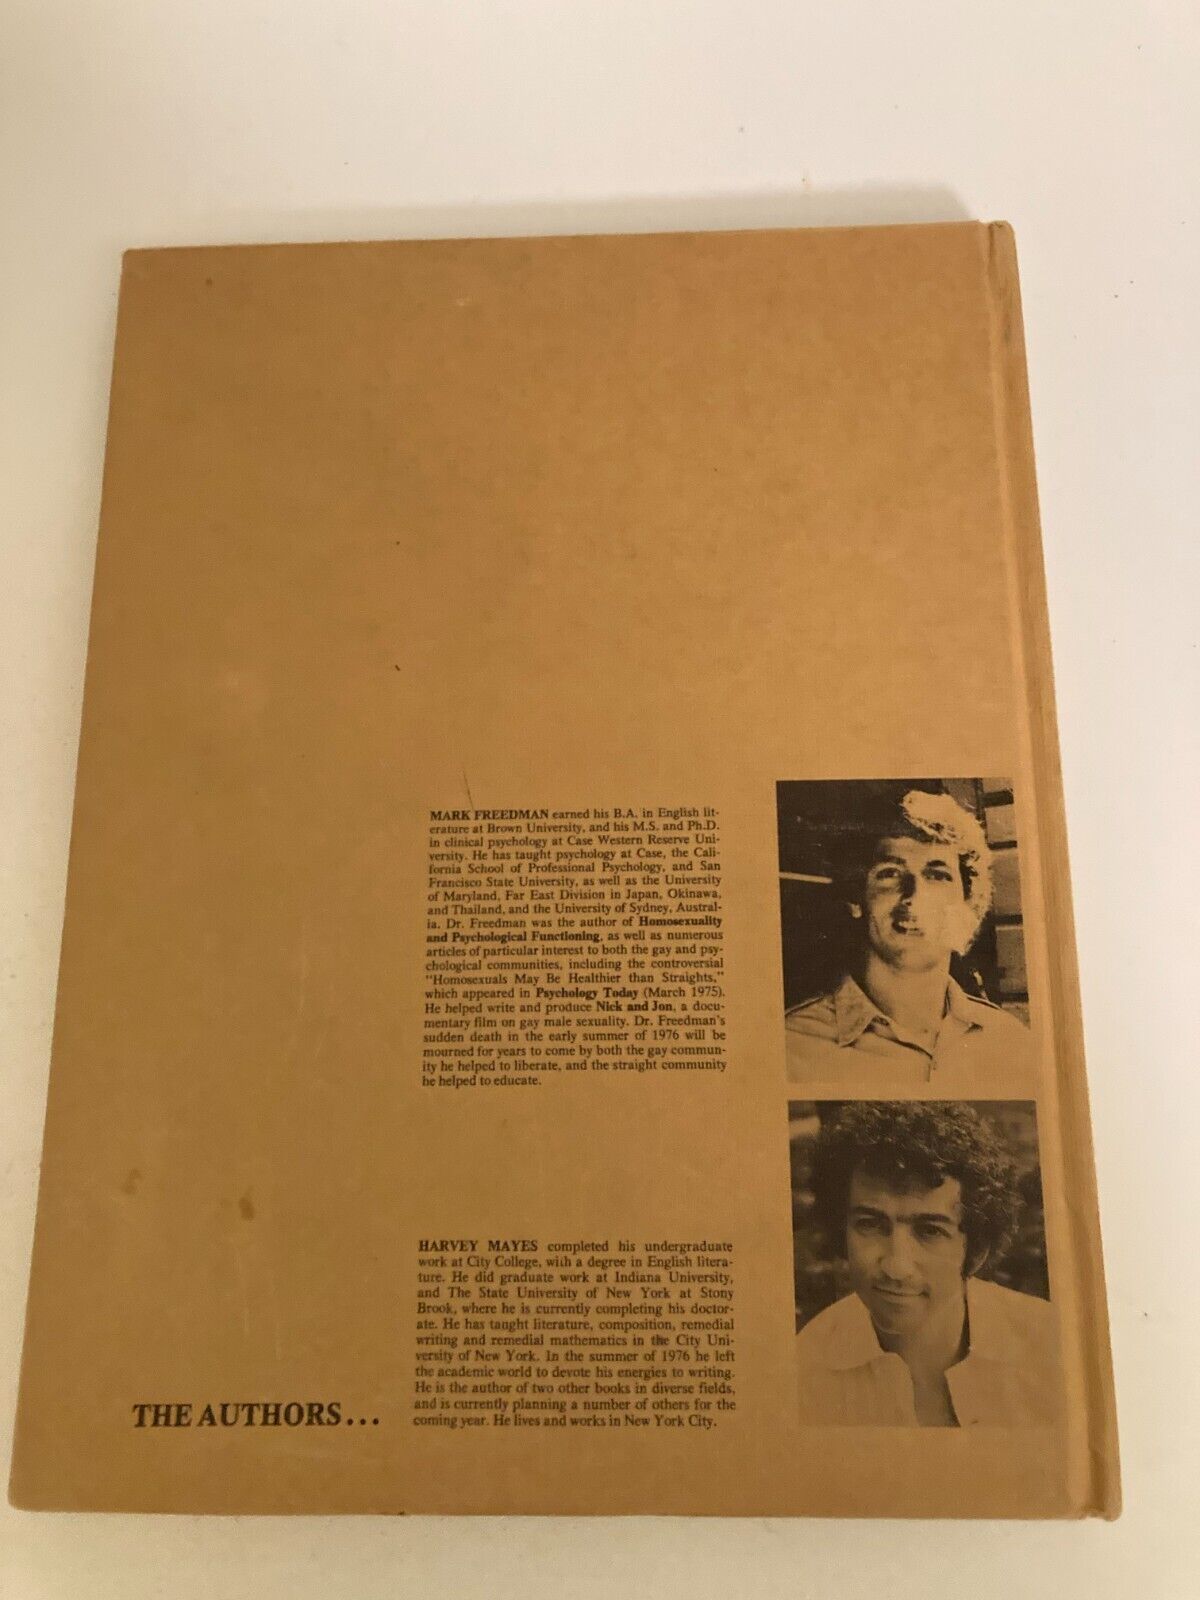 MARK FREEDMAN earned his B.A. in English lit-
erature at Brown University, and his M.S. and Ph.D.
in clinical psychology at Case Western Reserve Uni-
versity. He has taught psychology at Case, the Cali-
fornia School of Professional Psychology, and San
Francisco State University, as well as the University
of Maryland, Far East Division in Japan, Okinawa,
and Thailand, and the University of Sydney, Austral-
ia. Dr. Freedman was the author of Homosexuality
and Psychological Functioning, as well as numerous
articles of particular interest to both the gay and psy-
chological communities, including the controversial
"Homosexuals May Be Healthier than Straights,"
which appeared in Psychology Today (March 1975).
He helped write and produce Nick and Jon, a docu-
mentary film on gay male sexuality. Dr. Freedman's
sudden death in the early summer of 1976 will be
mourned for years to come by both the gay commun-
ity he helped to liberate, and the straight community
he helped to educate.
HARVEY MAYES completed his undergraduate
work at City College, with a degree in English litera-
ture. He did graduate work at Indiana University,
and The State University of New York at Stony
Brook, where he is currently completing his doctor-
ate. He has taught literature, composition, remedial
writing and remedial mathematics in the City Uni-
versity of New York. In the summer of 1976 he left
the academic world to devote his energies to writing.
He is the author of two other books in diverse fields,
and is currently planning a number of others for the
coming year. He lives and works in New York City.
THE AUTHORS...